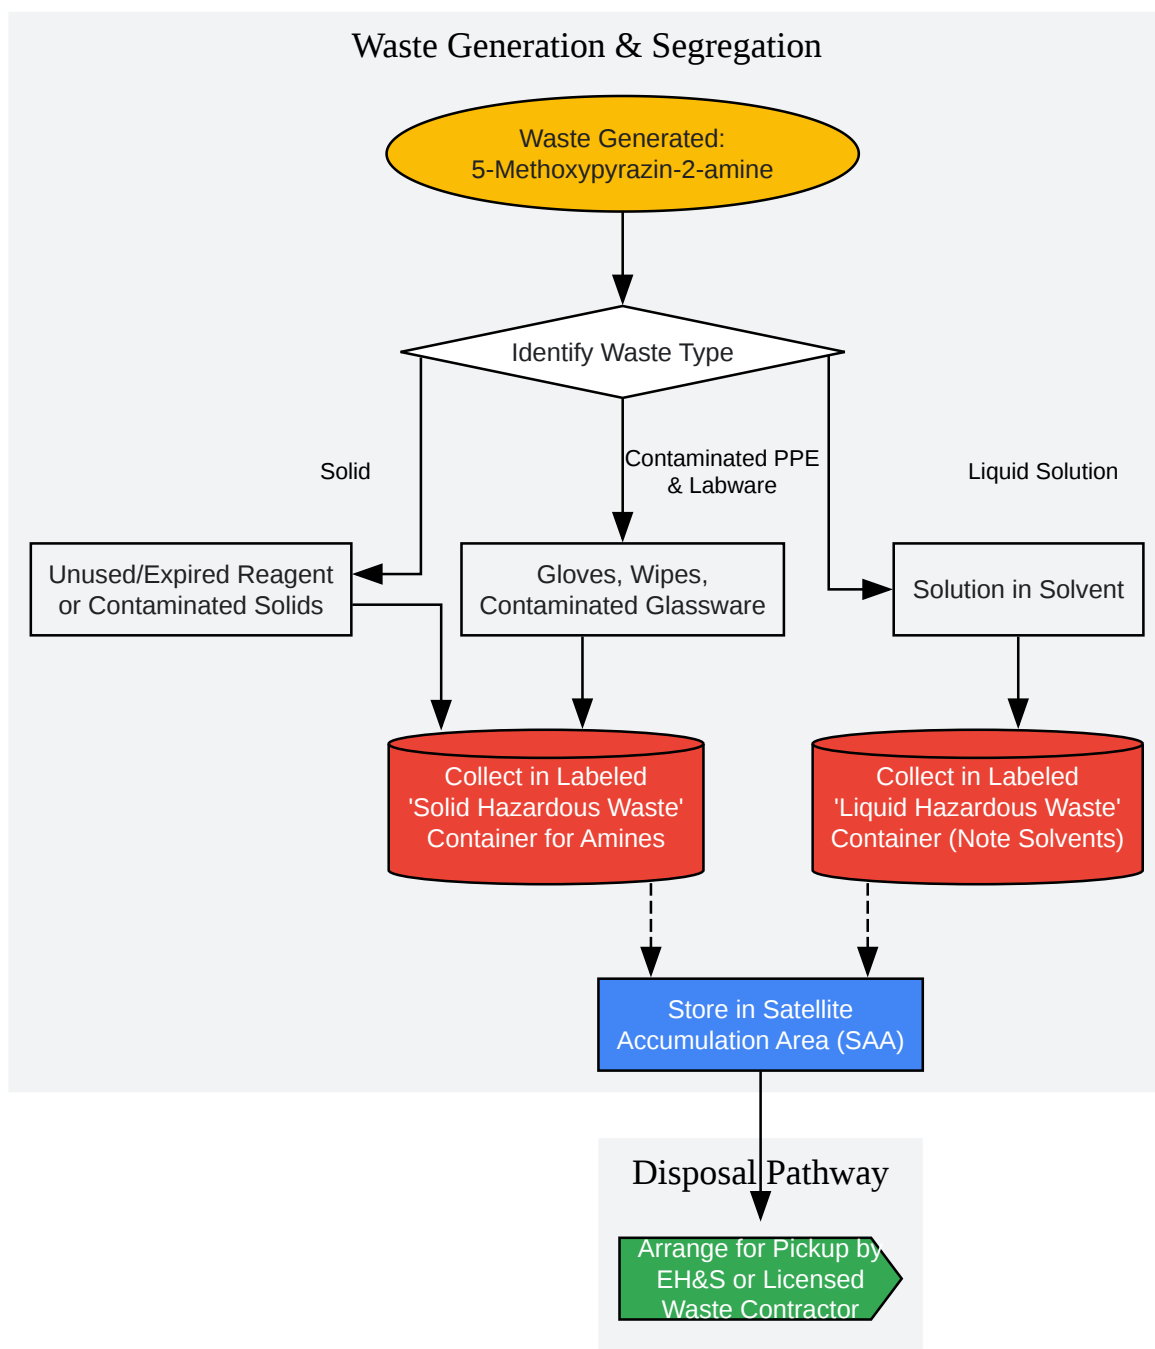 Waste Generation & Segregation
Waste Generated:
5-Methoxypyrazin-2-amine
Identify Waste Type
Solid
Contaminated PPE
& Labware
Liquid Solution
Unused/Expired Reagent
or Contaminated Solids
Gloves, Wipes,
Contaminated Glassware
Solution in Solvent
Collect in Labeled
'Solid Hazardous Waste'
Container for Amines
Collect in Labeled
'Liquid Hazardous Waste'
Container (Note Solvents)
Store in Satellite
Accumulation Area (SAA)
Disposal Pathway
Arrange for Pickup by
EH&S or Licensed
Waste Contractor